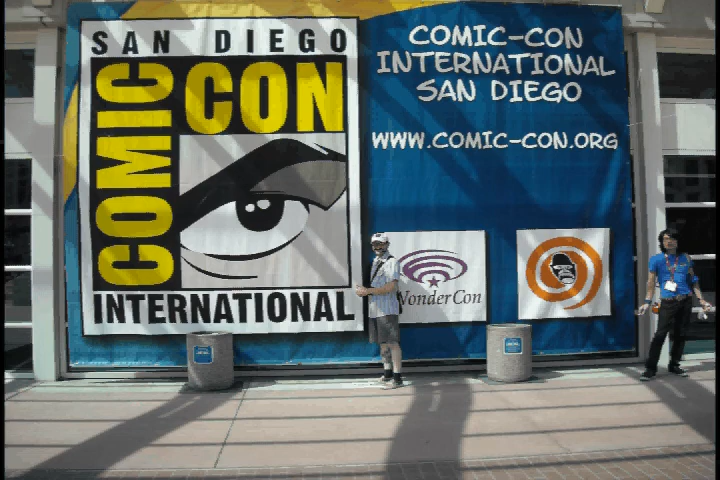 SAN DIEGO
COMIC
CON
INTERNATIONAL
COMIC-CON
INTERNATIONAL
SAN DIEGO
WWW.COMIC-CON.ORG
WonderCon